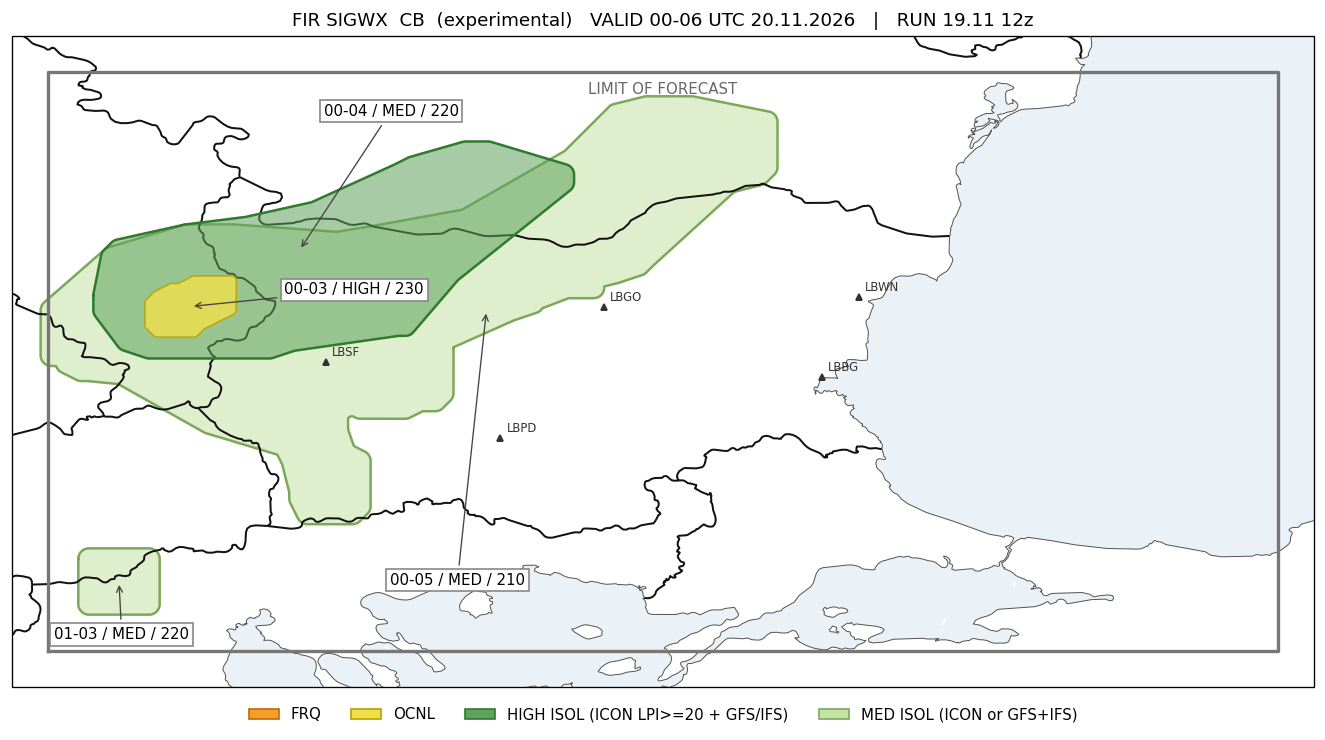 FIR SIGWX  CB  (experimental)   VALID 00-06 UTC 20.11.2026   |   RUN 19.11 12z
LIMIT OF FORECAST
00-04 / MED / 220
00-03 / HIGH / 230
LBWN
LBGO
LBSF
LBBG
LBPD
00-05 / MED / 210
01-03 / MED / 220
FRQ
OCNL
HIGH ISOL (ICON LPI>=20 + GFS/IFS)
MED ISOL (ICON or GFS+IFS)